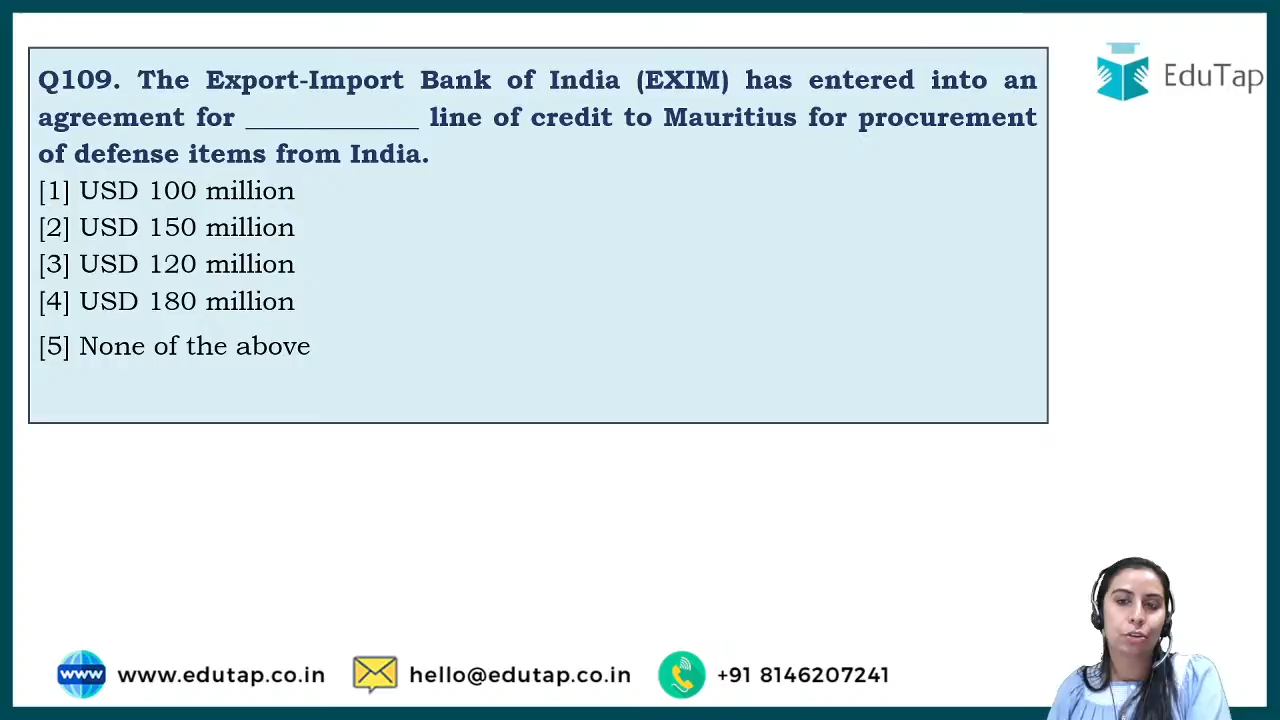 Q109. The Export-Import Bank of India (EXIM) has entered into an
agreement for _____________ line of credit to Mauritius for procurement
of defense items from India.
[1] USD 100 million
[2] USD 150 million
[3] USD 120 million
[4] USD 180 million
[5] None of the above
EduTap
www www.edutap.co.in hello@edutap.co.in +91 8146207241